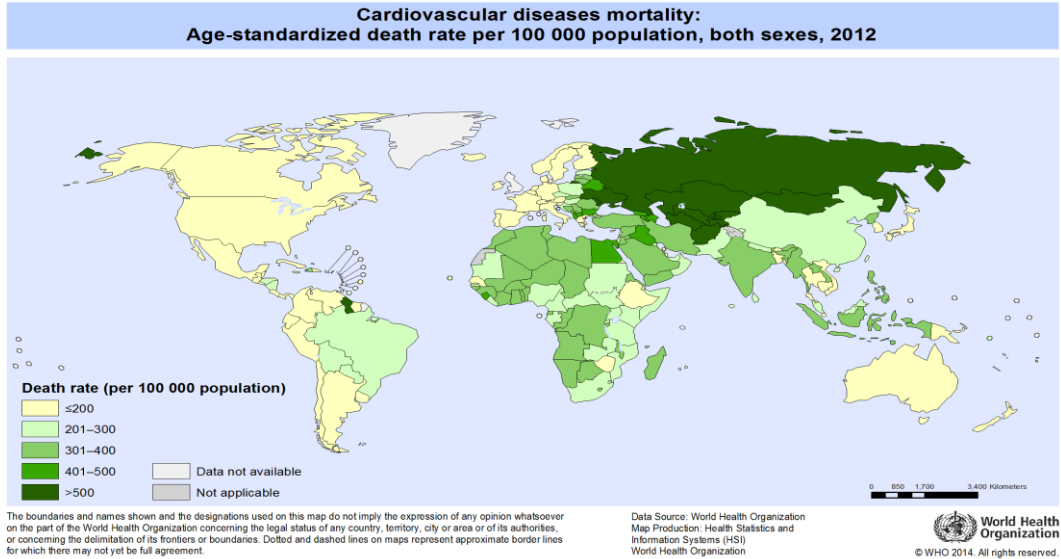 Cardiovascular diseases mortality:
Age-standardized death rate per 100 000 population, both sexes, 2012
Death rate (per 100 000 population)
≤200
201–300
301–400
401–500
>500
Data not available
Not applicable
0 850 1,700 3,400 Kilometers
The boundaries and names shown and the designations used on this map do not imply the expression of any opinion whatsoever
on the part of the World Health Organization concerning the legal status of any country, territory, city or area or of its authorities,
or concerning the delimitation of its frontiers or boundaries. Dotted and dashed lines on maps represent approximate border lines
for which there may not yet be full agreement.
Data Source: World Health Organization
Map Production: Health Statistics and
Information Systems (HSI)
World Health Organization
World Health
Organization
© WHO 2014. All rights reserved.